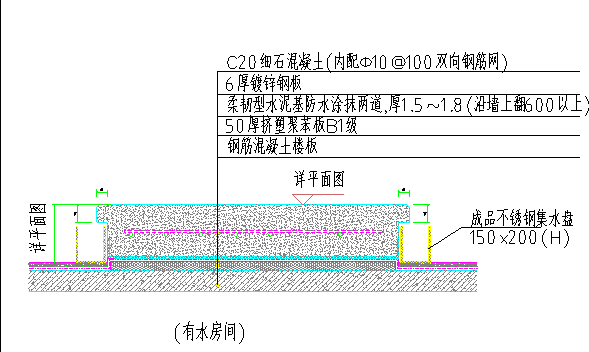 C20细石混凝土(内配Φ10@100双向钢筋网)
6厚镀锌钢板
柔韧型水泥基防水涂抹两道,厚1.5～1.8(沿墙上翻600以上)
50厚挤塑聚苯板B1级
钢筋混凝土楼板
详平面图
详平面图
成品不锈钢集水盘
150×200(H)
(有水房间)